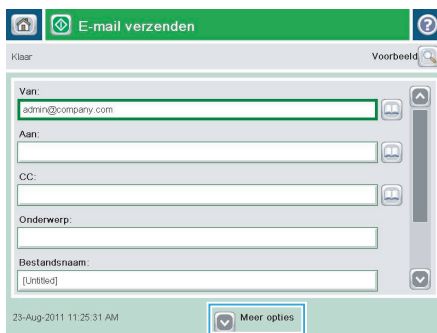 E-mail verzenden
Klaar
Voorbeeld
Van:
admin@company.com
Aan:
CC:
Onderwerp:
Bestandsnaam:
[Untitled]
23-Aug-2011 11:25:31 AM
Meer opties